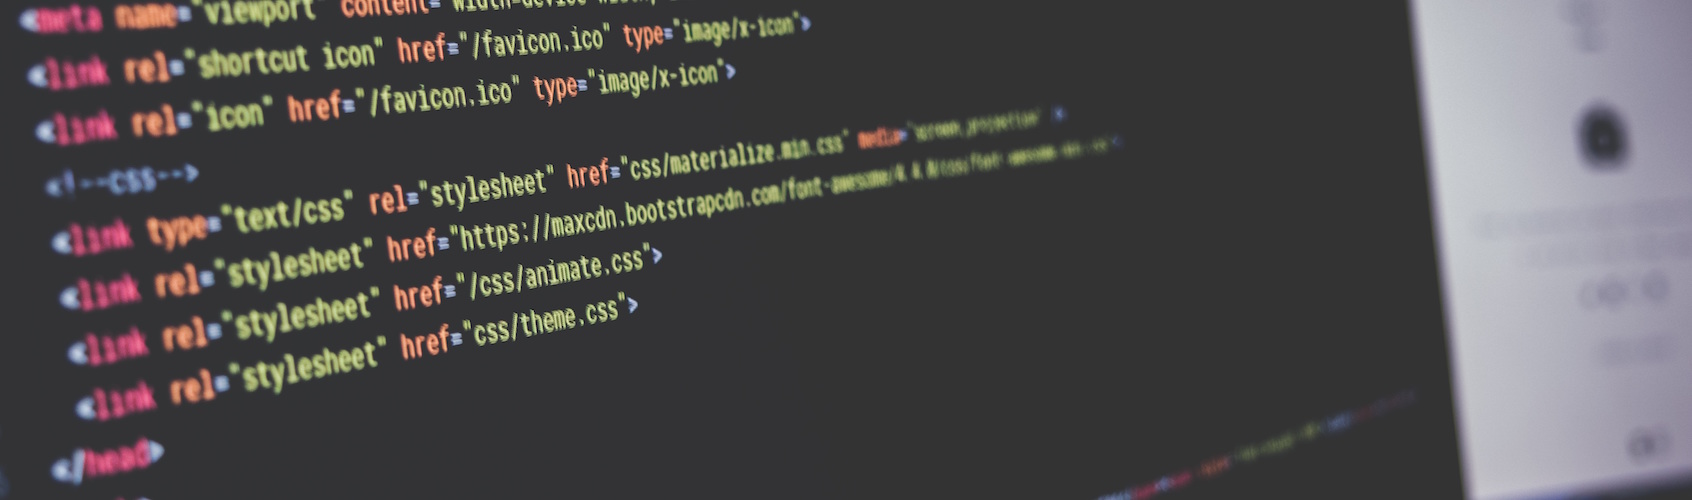 <meta name="viewport" content="width=device-width,
<link rel="shortcut icon" href="/favicon.ico" type="image/x-icon">
<link rel="icon" href="/favicon.ico" type="image/x-icon">
<!--CSS-->
<link type="text/css" rel="stylesheet" href="css/materialize.min.css" media="screen,projection" />
<link rel="stylesheet" href="https://maxcdn.bootstrapcdn.com/font-awesome/4.4.0/css/font-awesome.min.css">
<link rel="stylesheet" href="/css/animate.css">
<link rel="stylesheet" href="css/theme.css">
</head>